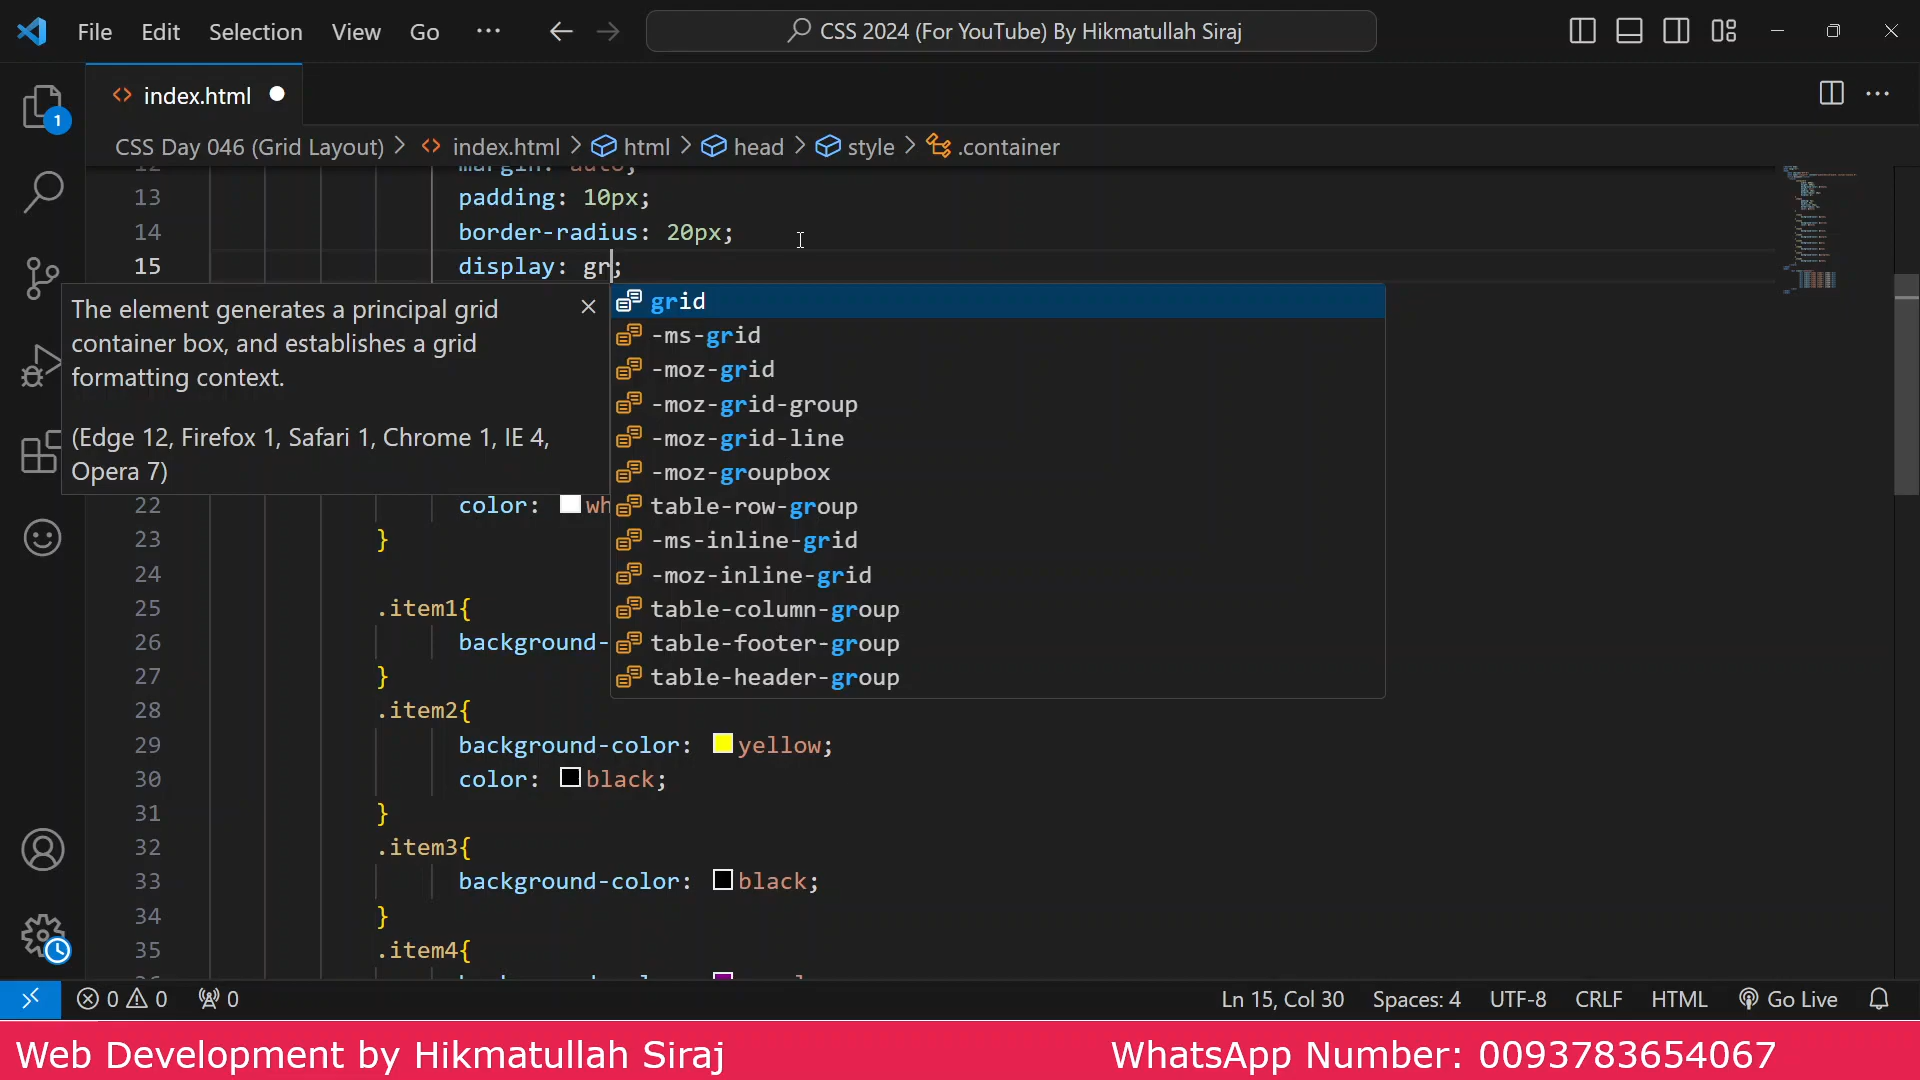 File Edit Selection View Go ··· CSS 2024 (For YouTube) By Hikmatullah Siraj
index.html
1
CSS Day 046 (Grid Layout) > index.html > html > head > style > .container
12 margin: auto;
13 padding: 10px;
14 border-radius: 20px;
15 display: gr;
The element generates a principal grid
container box, and establishes a grid
formatting context.
(Edge 12, Firefox 1, Safari 1, Chrome 1, IE 4,
Opera 7)
grid
-ms-grid
-moz-grid
-moz-grid-group
-moz-grid-line
-moz-groupbox
table-row-group
-ms-inline-grid
-moz-inline-grid
table-column-group
table-footer-group
table-header-group
22 color: wh
23 }
24
25 .item1{
26 background-
27 }
28 .item2{
29 background-color: yellow;
30 color: black;
31 }
32 .item3{
33 background-color: black;
34 }
35 .item4{
0 0 0 Ln 15, Col 30 Spaces: 4 UTF-8 CRLF HTML Go Live
Web Development by Hikmatullah Siraj WhatsApp Number: 0093783654067